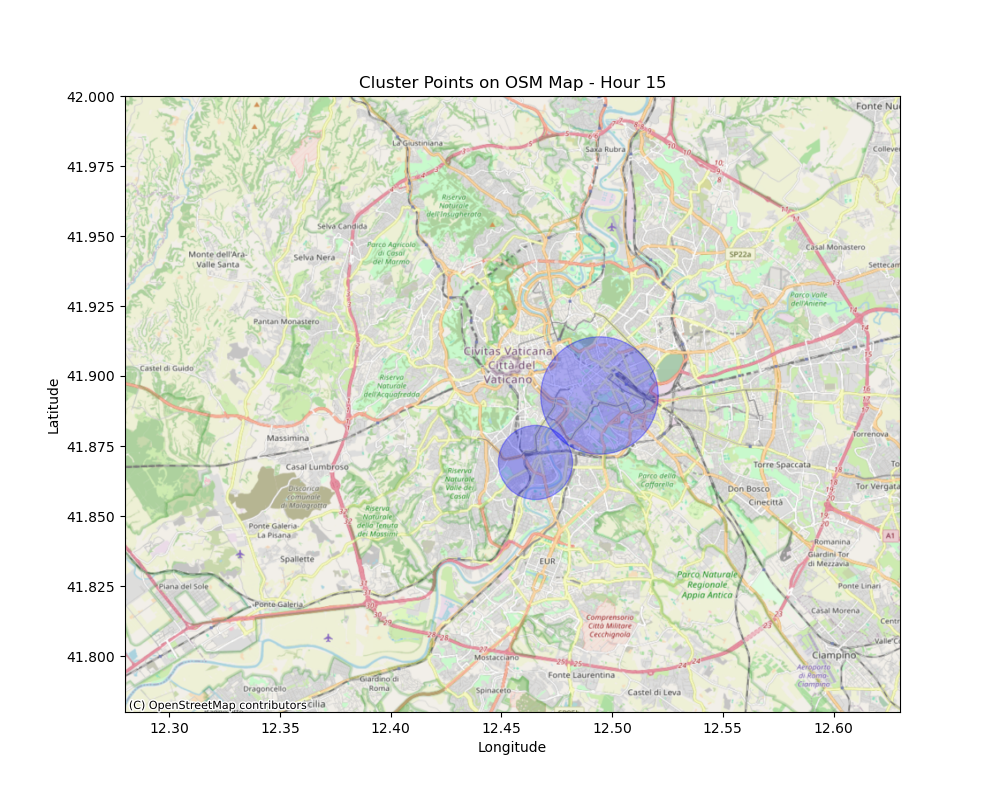 Cluster Points on OSM Map - Hour 15
42.000
41.975
41.950
41.925
41.900
41.875
41.850
41.825
41.800
Latitude
Fonte Nu
La Giustiniana
Saxa Rubra
Colle
Riserva
Naturale
dell'Insugherata
Selva Candida
Parco Agricolo
di Casal
del Marmo
Monte dell'Ara-
Valle Santa
Selva Nera
SP22a
Casal Monastero
Settecam
Parco Valle
dell'Aniene
Pantan Monastero
Castel di Guido
Civitas Vaticana
Città del
Vaticano
Riserva
Naturale
dell'Acquafredda
Massimina
Casal Lumbroso
Torrenova
Torre Spaccata
To
Tor Vergata
Riserva
Naturale
Valle dei
Casali
Parco della
Caffarella
Don Bosco
Cinecittà
Discarica
comunale
di Malagrotta
Riserva
Naturale
della Tenuta
dei Massimi
Ponte Galeria-
La Pisana
Spallette
A1
Romanina
Giardini Tor
di Mezzavia
EUR
Piana del Sole
Ponte Galeria
Parco Naturale
Regionale
Appia Antica
Ponte Linari
Casal Morena
Centr
Comprensorio
Città Militare
Cecchignola
Valle C
Ciampino
Mostacciano
Fonte Laurentina
Aeroporto
di Roma-
Ciampino
Giardino di
Roma
Dragoncello
Spinaceto
Castel di Leva
(C) OpenStreetMap contributors
cilia
12.30
12.35
12.40
12.45
12.50
12.55
12.60
Longitude